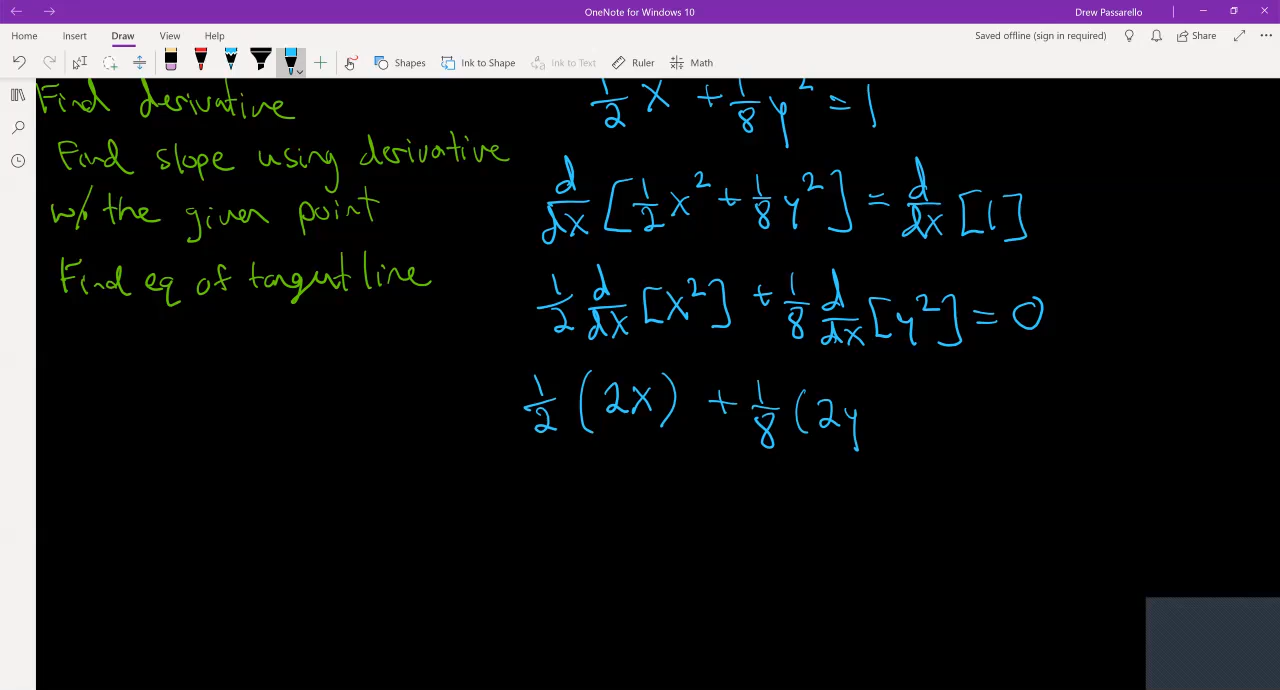 OneNote for Windows 10
Drew Passarello
Home Insert Draw View Help
Saved offline (sign in required) Share
Shapes Ink to Shape Ink to Text Ruler Math
Find derivative
Find slope using derivative
w/ the given point
Find eq of tangent line
1/2 x + 1/8 y² = 1
d/dx [1/2 x² + 1/8 y²] = d/dx [1]
1/2 d/dx [x²] + 1/8 d/dx [y²] = 0
1/2 (2x) + 1/8 (2y